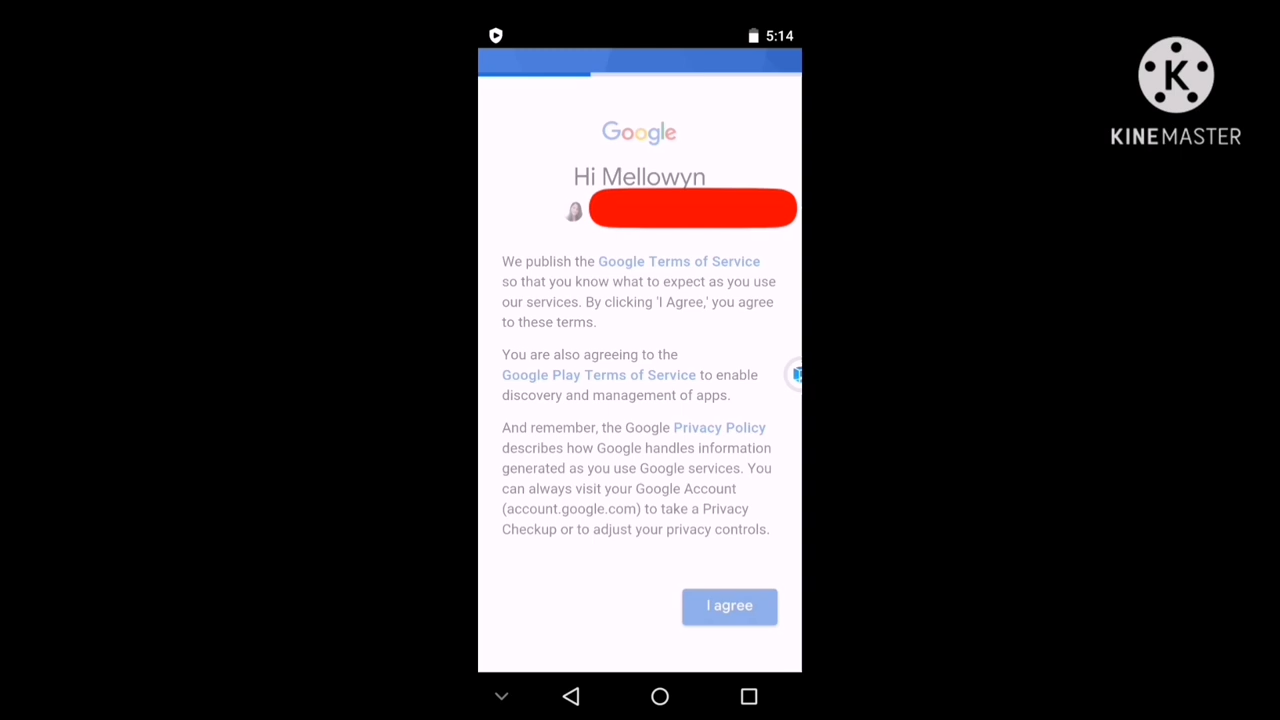 5:14
KINEMASTER
Google
Hi Mellowyn
We publish the Google Terms of Service
so that you know what to expect as you use
our services. By clicking 'I Agree,' you agree
to these terms.
You are also agreeing to the
Google Play Terms of Service to enable
discovery and management of apps.
And remember, the Google Privacy Policy
describes how Google handles information
generated as you use Google services. You
can always visit your Google Account
(account.google.com) to take a Privacy
Checkup or to adjust your privacy controls.
I agree